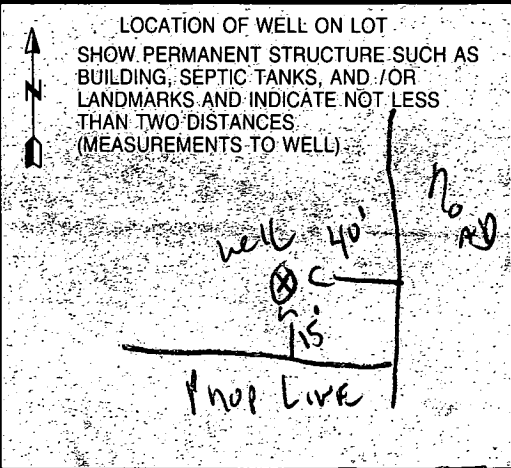 LOCATION OF WELL ON LOT
N
SHOW PERMANENT STRUCTURE SUCH AS
BUILDING, SEPTIC TANKS, AND / OR
LANDMARKS AND INDICATE NOT LESS
THAN TWO DISTANCES
(MEASUREMENTS TO WELL)
well 40'
15'
Prop Line